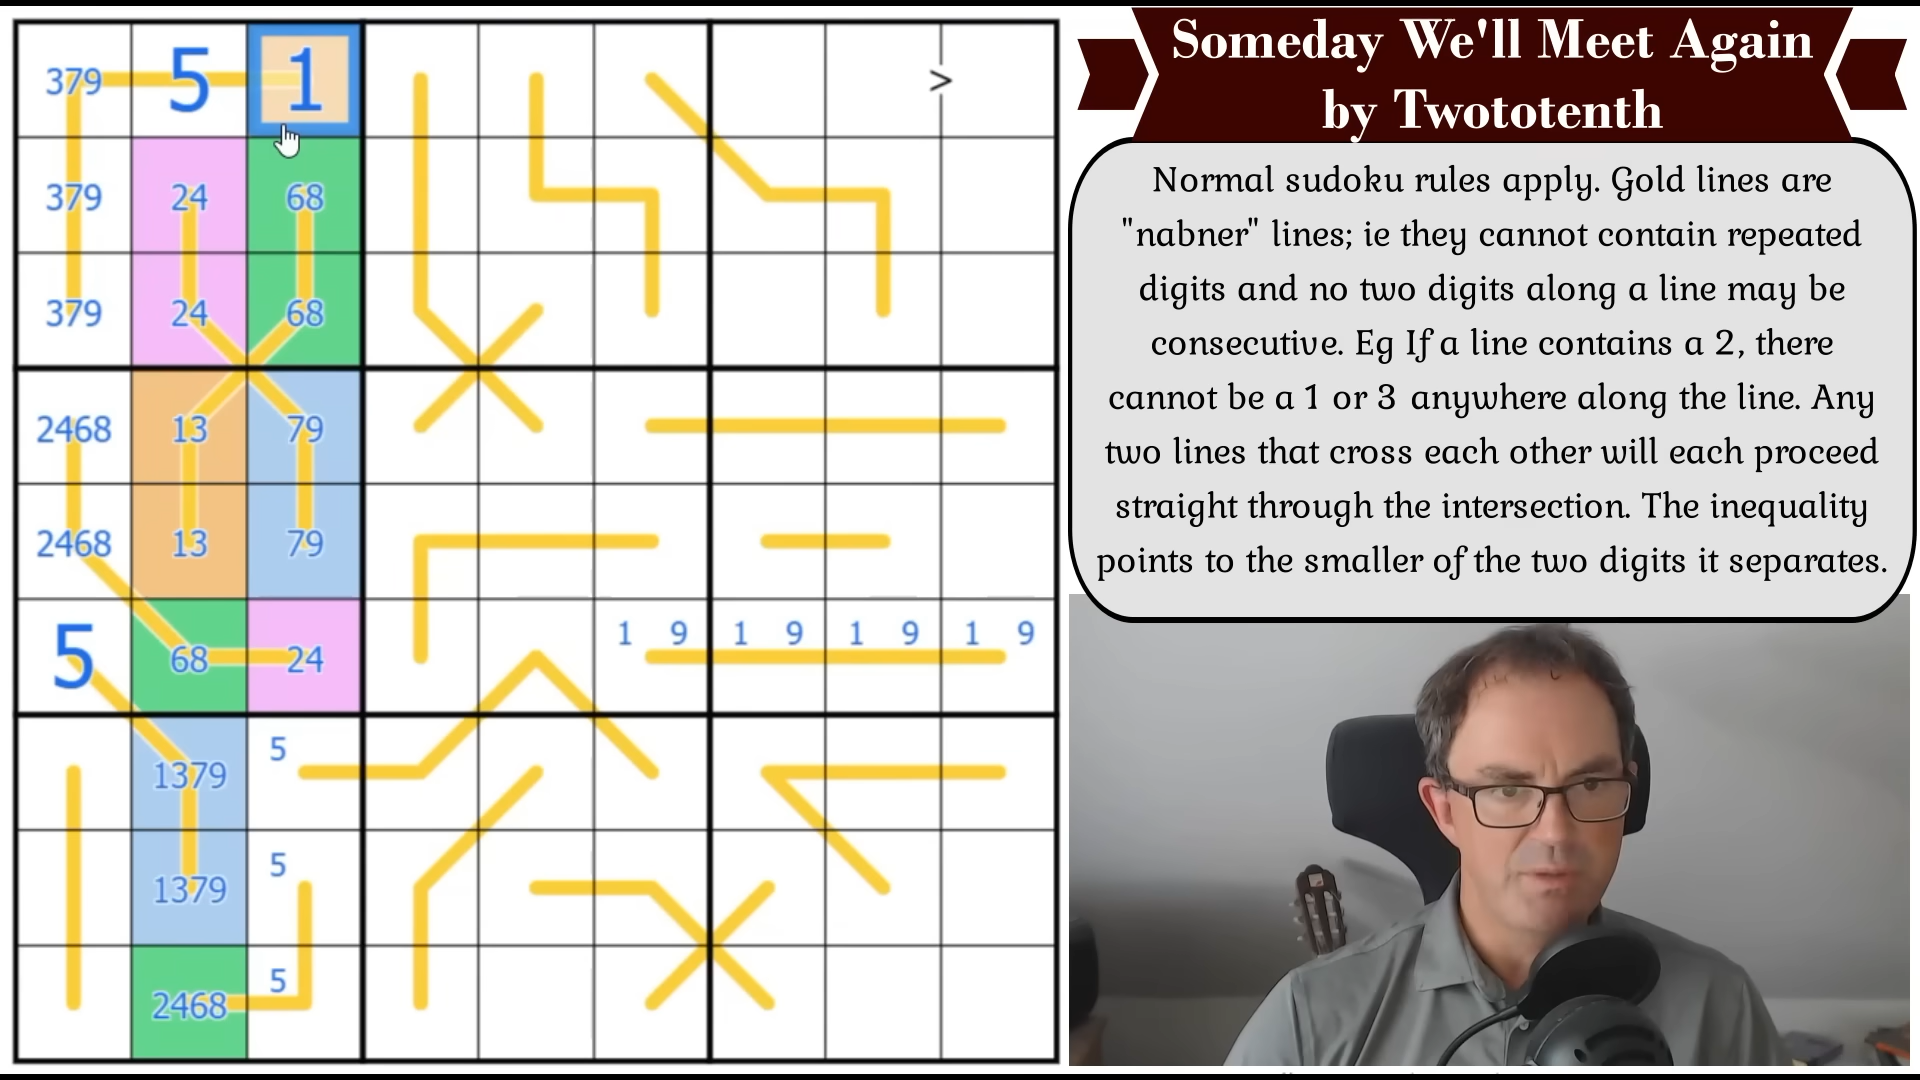 Someday We'll Meet Again
by Twototenth
Normal sudoku rules apply. Gold lines are
"nabner" lines; ie they cannot contain repeated
digits and no two digits along a line may be
consecutive. Eg If a line contains a 2, there
cannot be a 1 or 3 anywhere along the line. Any
two lines that cross each other will each proceed
straight through the intersection. The inequality
points to the smaller of the two digits it separates.
379 5 1 >
379 24 68
379 24 68
2468 13 79
2468 13 79
5 68 24 1 9 1 9 1 9 1 9
1379 5
1379 5
2468 5